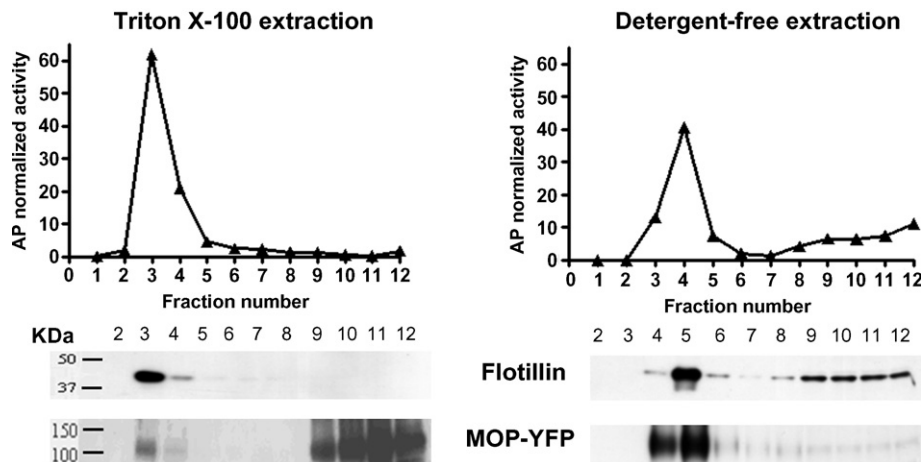 Triton X-100 extraction
AP normalized activity
60
50
40
30
20
10
0
0 1 2 3 4 5 6 7 8 9 10 11 12
Fraction number
KDa 2 3 4 5 6 7 8 9 10 11 12
50
37
150
100
Detergent-free extraction
AP normalized activity
60
50
40
30
20
10
0
0 1 2 3 4 5 6 7 8 9 10 11 12
Fraction number
2 3 4 5 6 7 8 9 10 11 12
Flotillin
MOP-YFP